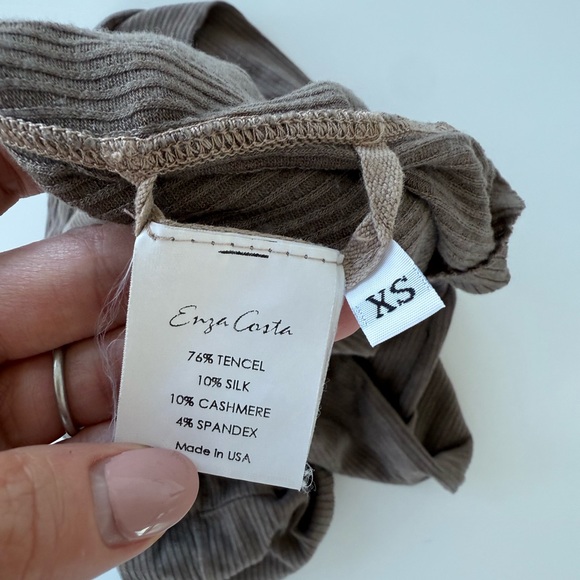 Enza Costa
76% TENCEL
10% SILK
10% CASHMERE
4% SPANDEX
Made in USA
XS